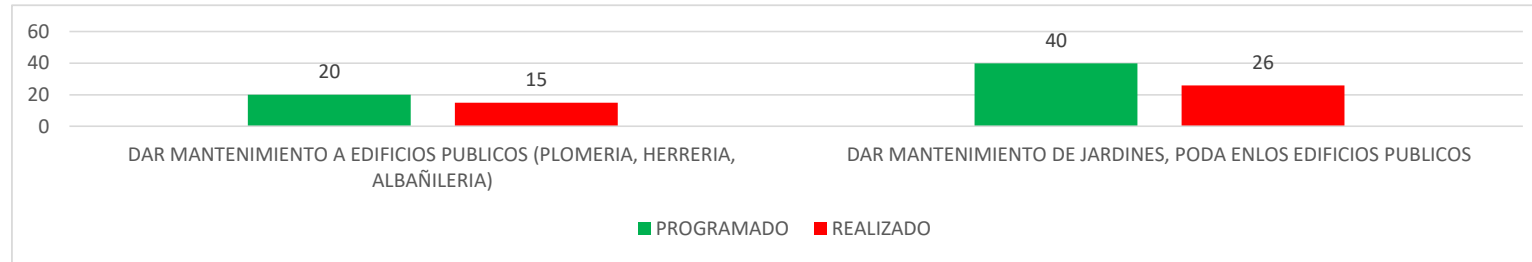 60
40
20
0
20
15
40
26
DAR MANTENIMIENTO A EDIFICIOS PUBLICOS (PLOMERIA, HERRERIA,
ALBAÑILERIA)
DAR MANTENIMIENTO DE JARDINES, PODA ENLOS EDIFICIOS PUBLICOS
PROGRAMADO
REALIZADO